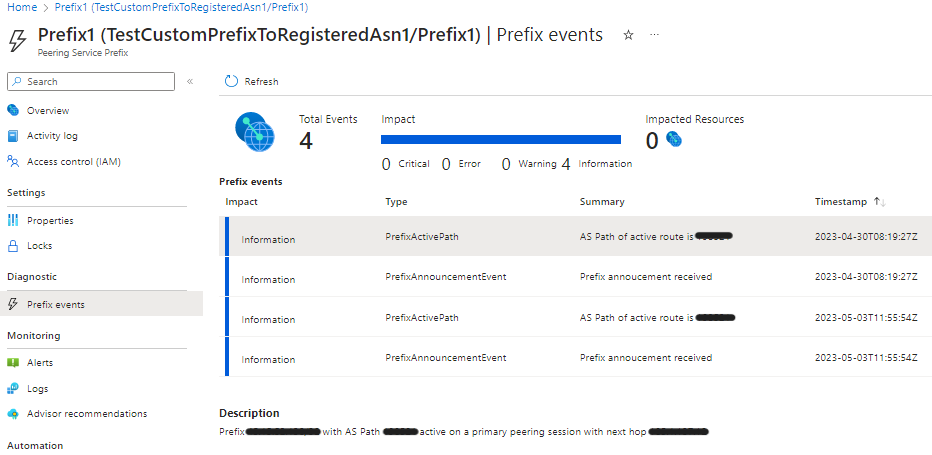 Home > Prefix1 (TestCustomPrefixToRegisteredAsn1/Prefix1)
Prefix1 (TestCustomPrefixToRegisteredAsn1/Prefix1) | Prefix events
Peering Service Prefix
Search
«
Refresh
Overview
Activity log
Access control (IAM)
Settings
Properties
Locks
Diagnostic
Prefix events
Monitoring
Alerts
Logs
Advisor recommendations
Automation
Total Events
4
Impact
0 Critical 0 Error 0 Warning 4 Information
Impacted Resources
0
Prefix events
Impact Type Summary Timestamp
Information PrefixActivePath AS Path of active route is 2023-04-30T08:19:27Z
Information PrefixAnnouncementEvent Prefix annoucement received 2023-04-30T08:19:27Z
Information PrefixActivePath AS Path of active route is 2023-05-03T11:55:54Z
Information PrefixAnnouncementEvent Prefix annoucement received 2023-05-03T11:55:54Z
Description
Prefix with AS Path active on a primary peering session with next hop